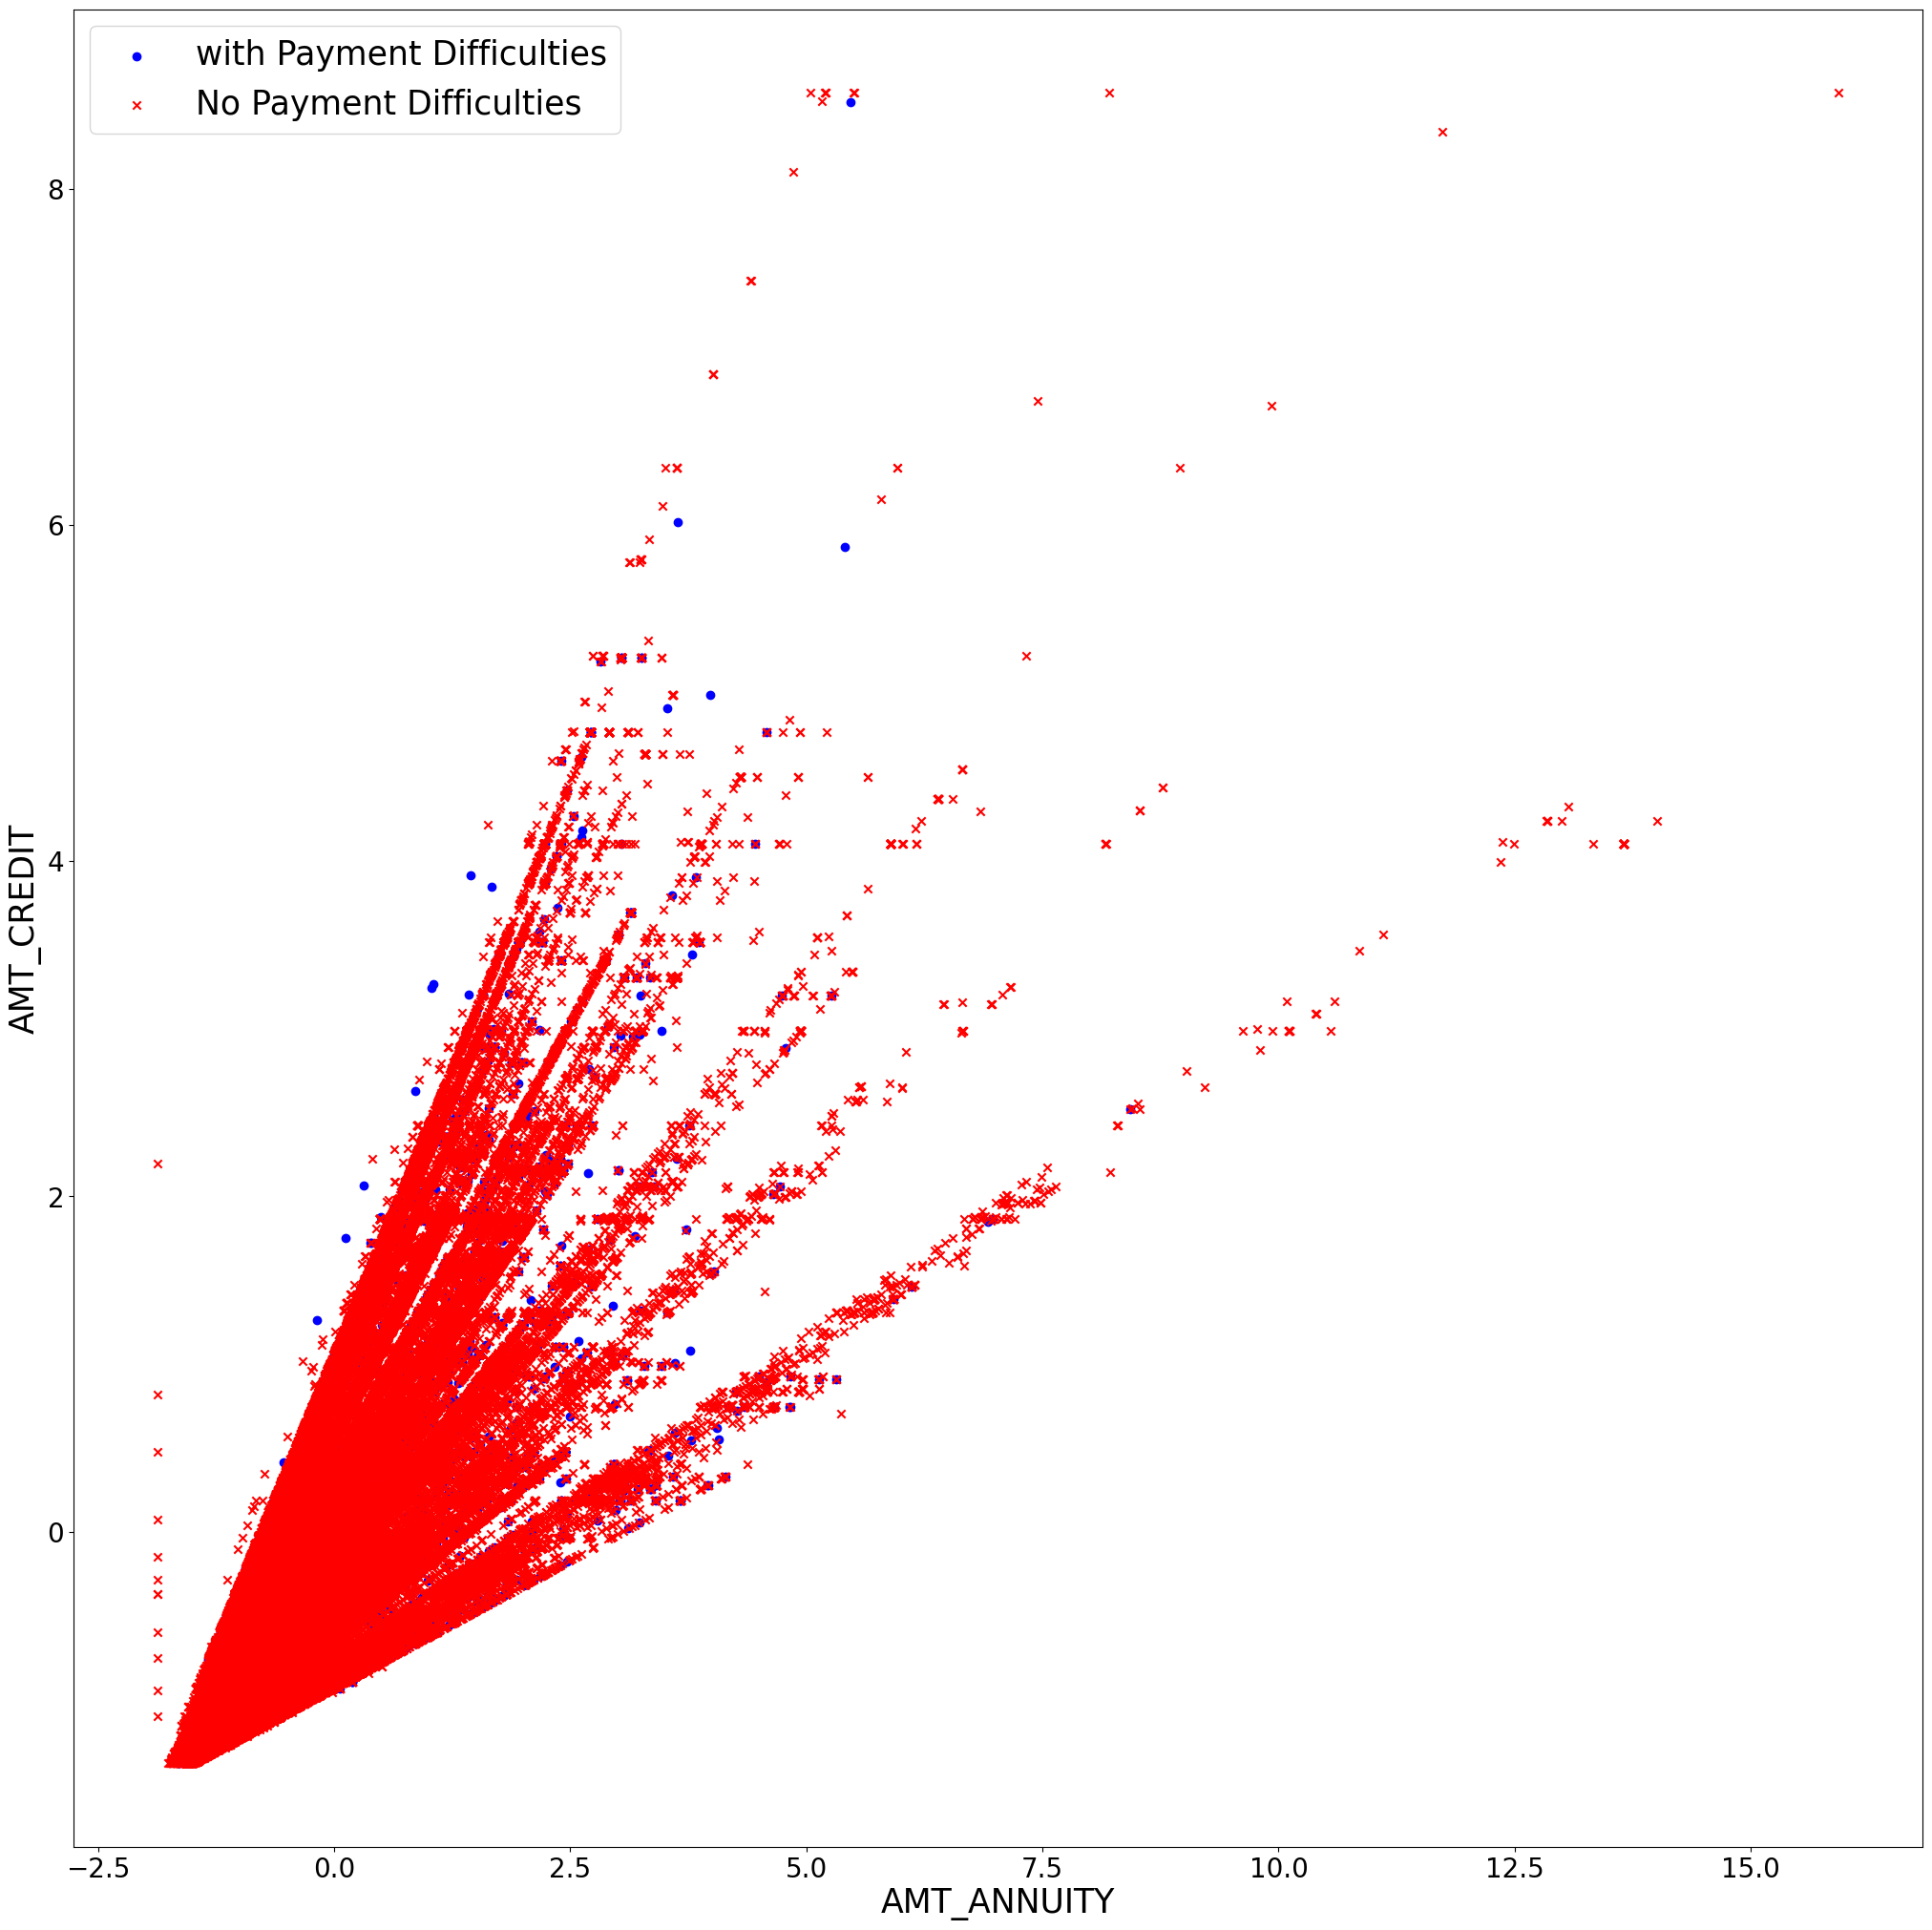 with Payment Difficulties
No Payment Difficulties
8
6
4
2
0
AMT_CREDIT
−2.5 0.0 2.5 5.0 7.5 10.0 12.5 15.0
AMT_ANNUITY